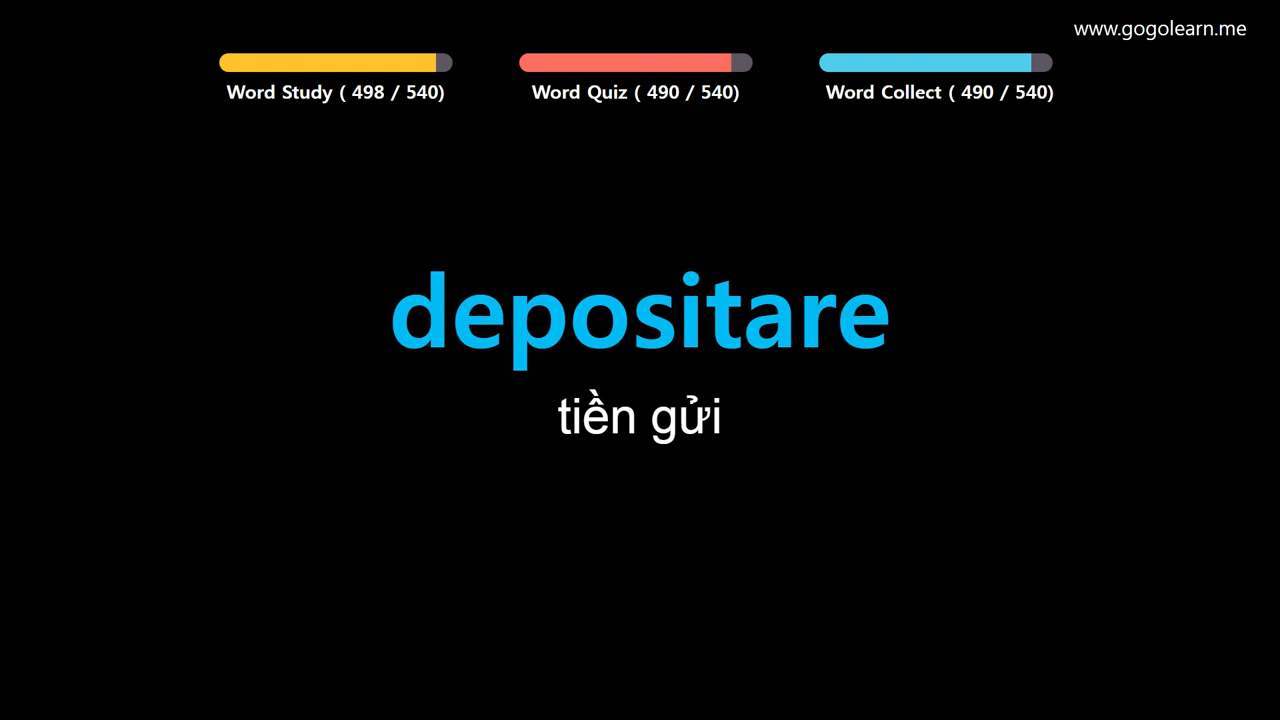 www.gogolearn.me
Word Study ( 498 / 540)
Word Quiz ( 490 / 540)
Word Collect ( 490 / 540)
depositare
tiền gửi